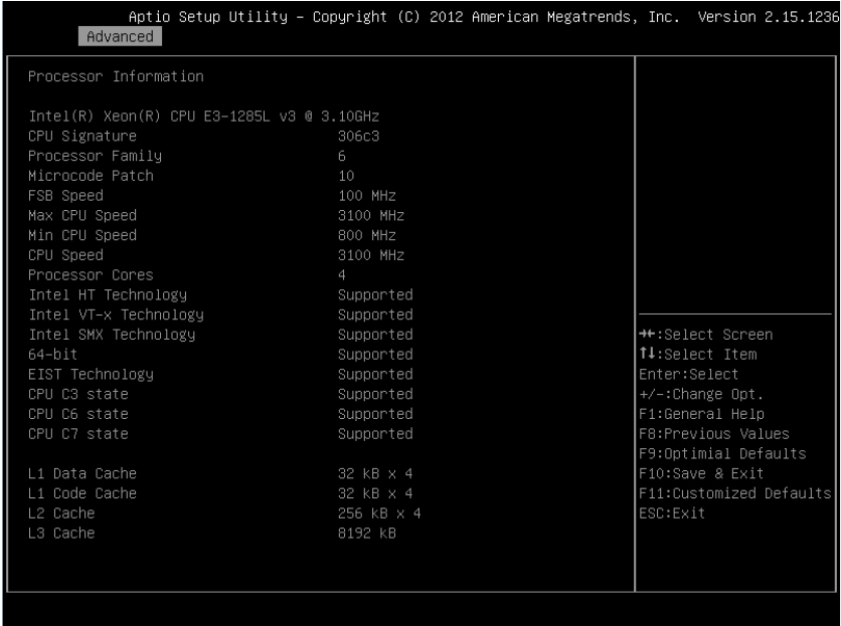 Aptio Setup Utility – Copyright (C) 2012 American Megatrends, Inc. Version 2.15.1236
Advanced
Processor Information
Intel(R) Xeon(R) CPU E3-1285L v3 @ 3.10GHz
CPU Signature 306c3
Processor Family 6
Microcode Patch 10
FSB Speed 100 MHz
Max CPU Speed 3100 MHz
Min CPU Speed 800 MHz
CPU Speed 3100 MHz
Processor Cores 4
Intel HT Technology Supported
Intel VT-x Technology Supported
Intel SMX Technology Supported
64-bit Supported
EIST Technology Supported
CPU C3 state Supported
CPU C6 state Supported
CPU C7 state Supported
L1 Data Cache 32 kB x 4
L1 Code Cache 32 kB x 4
L2 Cache 256 kB x 4
L3 Cache 8192 kB
→←:Select Screen
↑↓:Select Item
Enter:Select
+/-:Change Opt.
F1:General Help
F8:Previous Values
F9:Optimial Defaults
F10:Save & Exit
F11:Customized Defaults
ESC:Exit